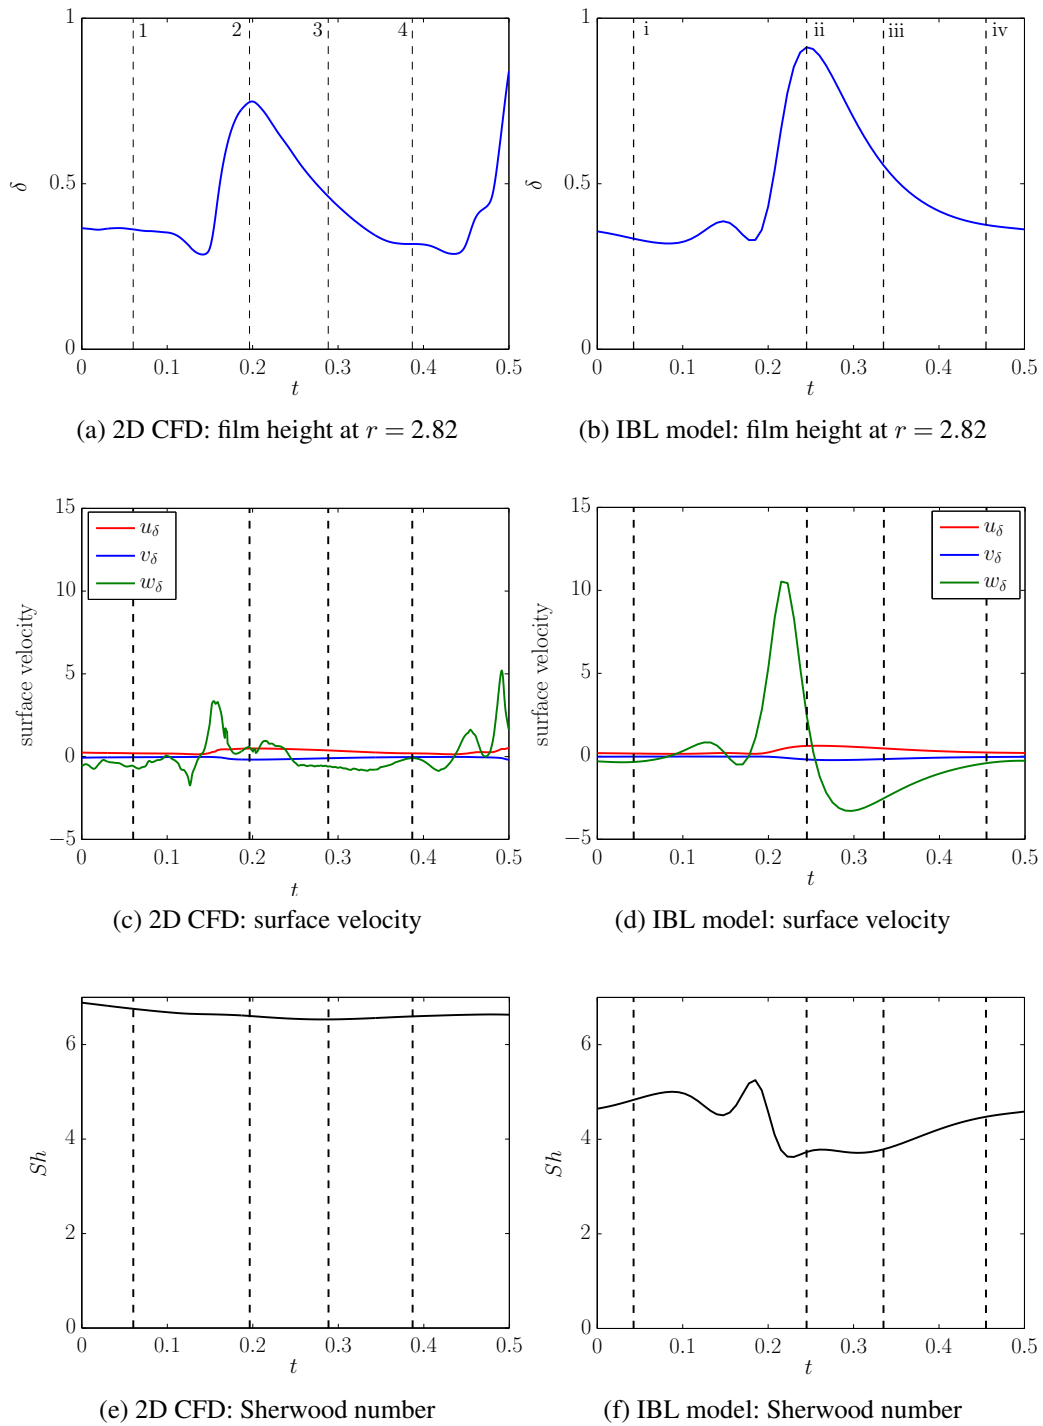 1
1 2 3 4
0.5
δ
0
0 0.1 0.2 0.3 0.4 0.5
t
(a) 2D CFD: film height at r = 2.82
1
i ii iii iv
0.5
δ
0
0 0.1 0.2 0.3 0.4 0.5
t
(b) IBL model: film height at r = 2.82
15
u_δ
v_δ
w_δ
10
5
0
−5
surface velocity
0 0.1 0.2 0.3 0.4 0.5
t
(c) 2D CFD: surface velocity
15
u_δ
v_δ
w_δ
10
5
0
−5
surface velocity
0 0.1 0.2 0.3 0.4 0.5
t
(d) IBL model: surface velocity
6
4
Sh
2
0
0 0.1 0.2 0.3 0.4 0.5
t
(e) 2D CFD: Sherwood number
6
4
Sh
2
0
0 0.1 0.2 0.3 0.4 0.5
t
(f) IBL model: Sherwood number